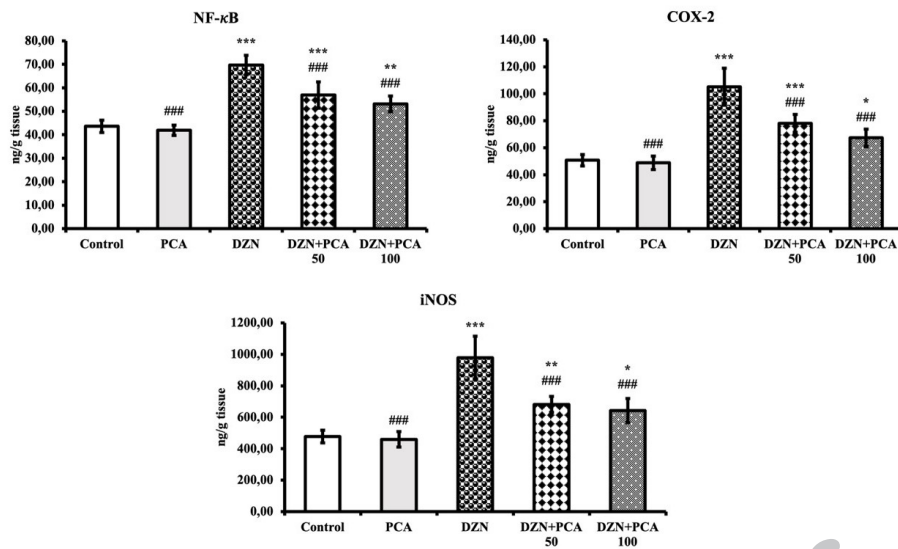 NF-κB
80,00
70,00
60,00
50,00
40,00
30,00
20,00
10,00
0,00
ng/g tissue
###
***
***
###
**
###
Control
PCA
DZN
DZN+PCA
50
DZN+PCA
100
COX-2
140,00
120,00
100,00
80,00
60,00
40,00
20,00
0,00
ng/g tissue
###
***
***
###
*
###
Control
PCA
DZN
DZN+PCA
50
DZN+PCA
100
iNOS
1200,00
1000,00
800,00
600,00
400,00
200,00
0,00
ng/g tissue
###
***
**
###
*
###
Control
PCA
DZN
DZN+PCA
50
DZN+PCA
100